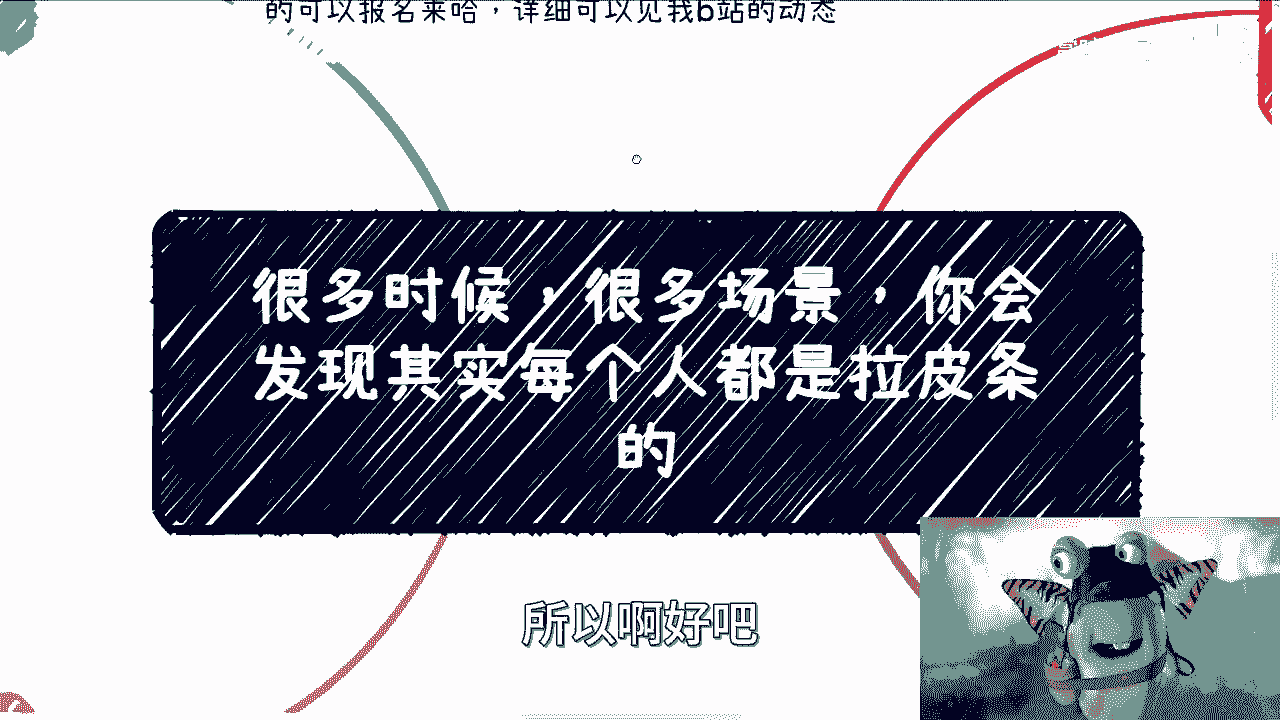 的可以报名来哈，详细可以见我b站的动态
很多时候，很多场景，你会
发现其实每个人都是拉皮条
的
所以啊好吧